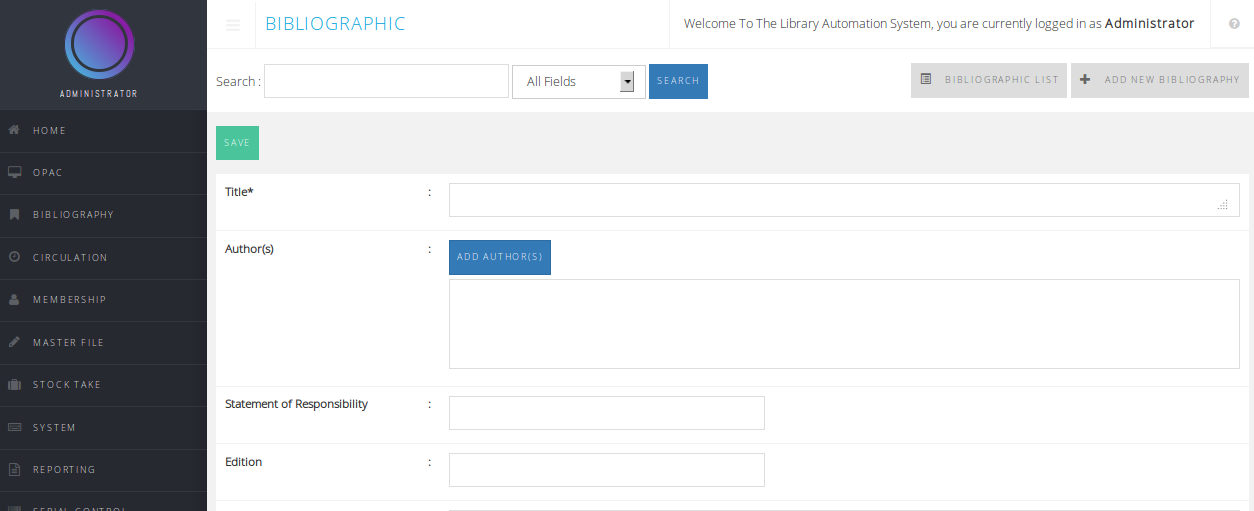 ADMINISTRATOR
HOME
OPAC
BIBLIOGRAPHY
CIRCULATION
MEMBERSHIP
MASTER FILE
STOCK TAKE
SYSTEM
REPORTING
SERIAL CONTROL
BIBLIOGRAPHIC
Welcome To The Library Automation System, you are currently logged in as Administrator
Search : All Fields SEARCH BIBLIOGRAPHIC LIST ADD NEW BIBLIOGRAPHY
SAVE
Title* :
Author(s) : ADD AUTHOR(S)
Statement of Responsibility :
Edition :